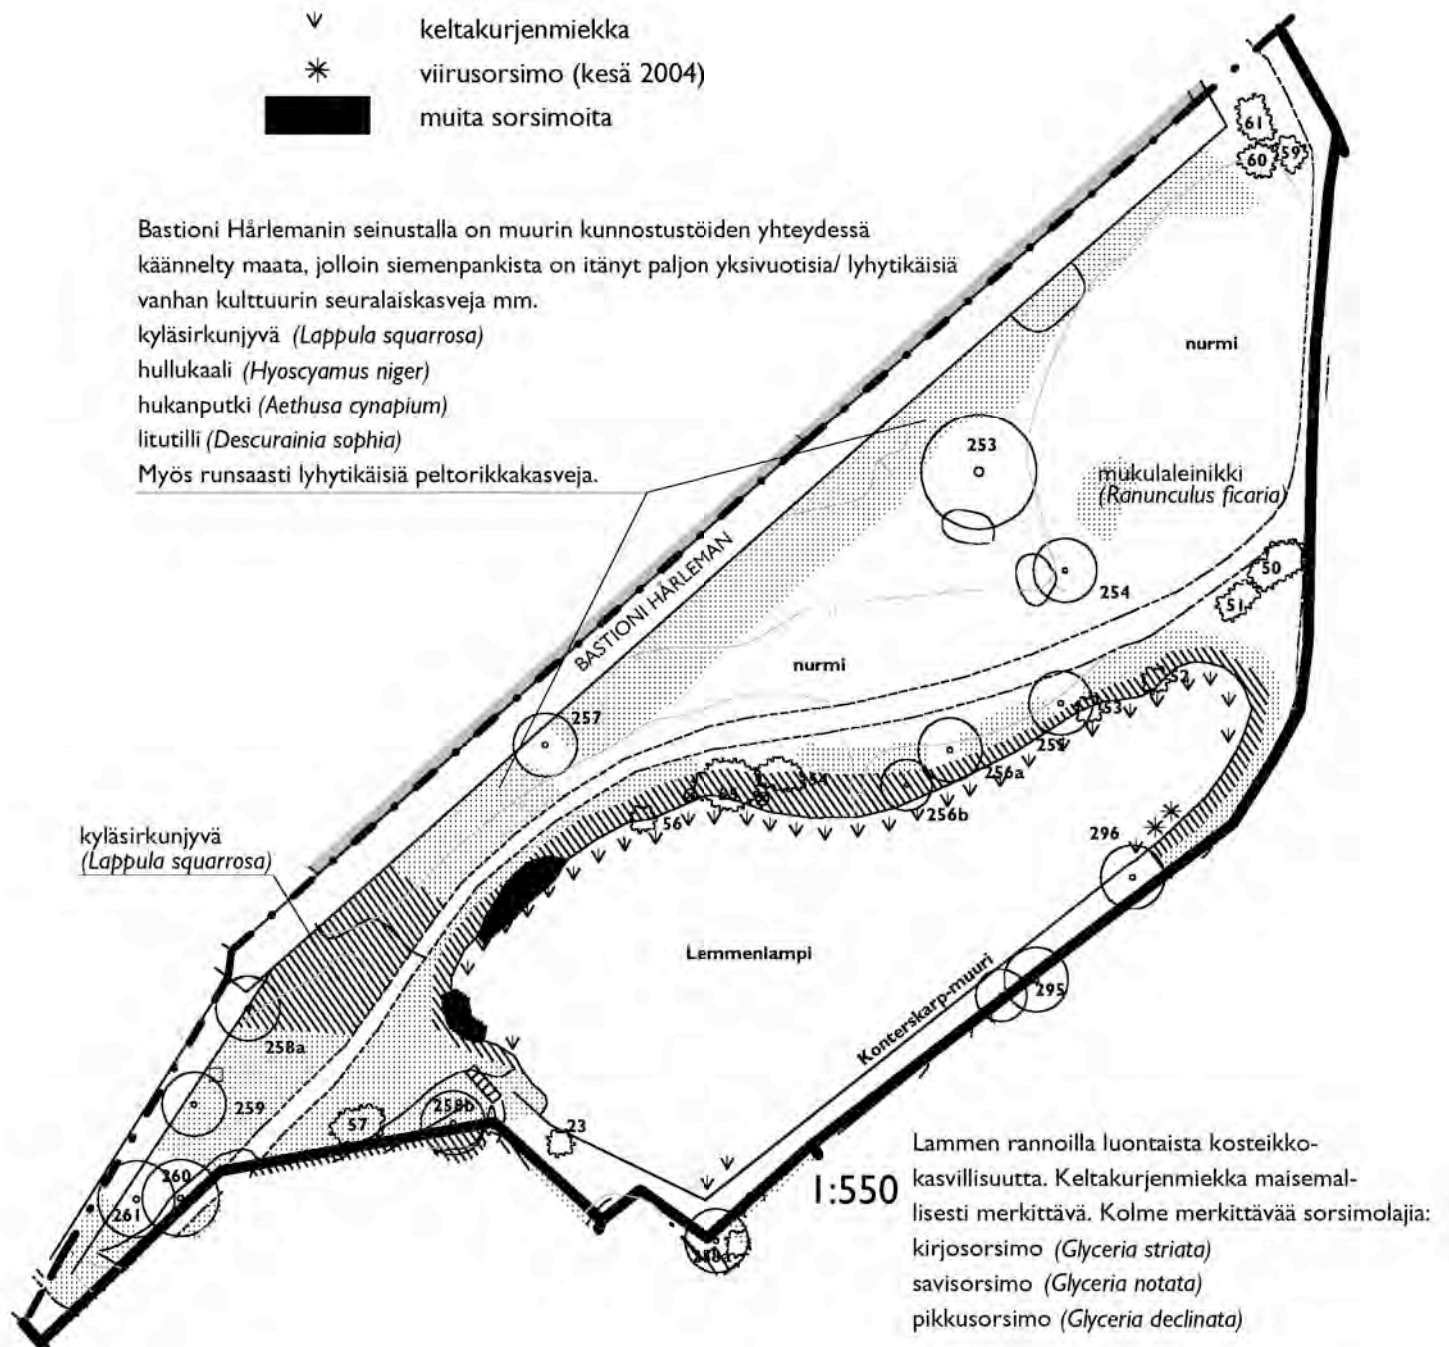 keltakurjenmiekka
viirusorsimo (kesä 2004)
muita sorsimoita
Bastioni Hårlemanin seinustalla on muurin kunnostustöiden yhteydessä
käännelty maata, jolloin siemenpankista on itänyt paljon yksivuotisia/ lyhytikäisiä
vanhan kulttuurin seuralaiskasveja mm.
kyläsirkunjyvä (Lappula squarrosa)
hullukaali (Hyoscyamus niger)
hukanputki (Aethusa cynapium)
litutilli (Descurainia sophia)
Myös runsaasti lyhytikäisiä peltorikkakasveja.
61
60
59
nurmi
253
mukulaleinikki
(Ranunculus ficaria)
254
50
51
BASTIONI HÅRLEMAN
nurmi
52
53
257
255
256a
54
256b
56
296
kyläsirkunjyvä
(Lappula squarrosa)
Lemmenlampi
295
Konterskarp-muuri
258a
259
258b
57
23
260
261
1:550
Lammen rannoilla luontaista kosteikko-
kasvillisuutta. Keltakurjenmiekka maisemal-
lisesti merkittävä. Kolme merkittävää sorsimolajia:
kirjosorsimo (Glyceria striata)
savisorsimo (Glyceria notata)
pikkusorsimo (Glyceria declinata)